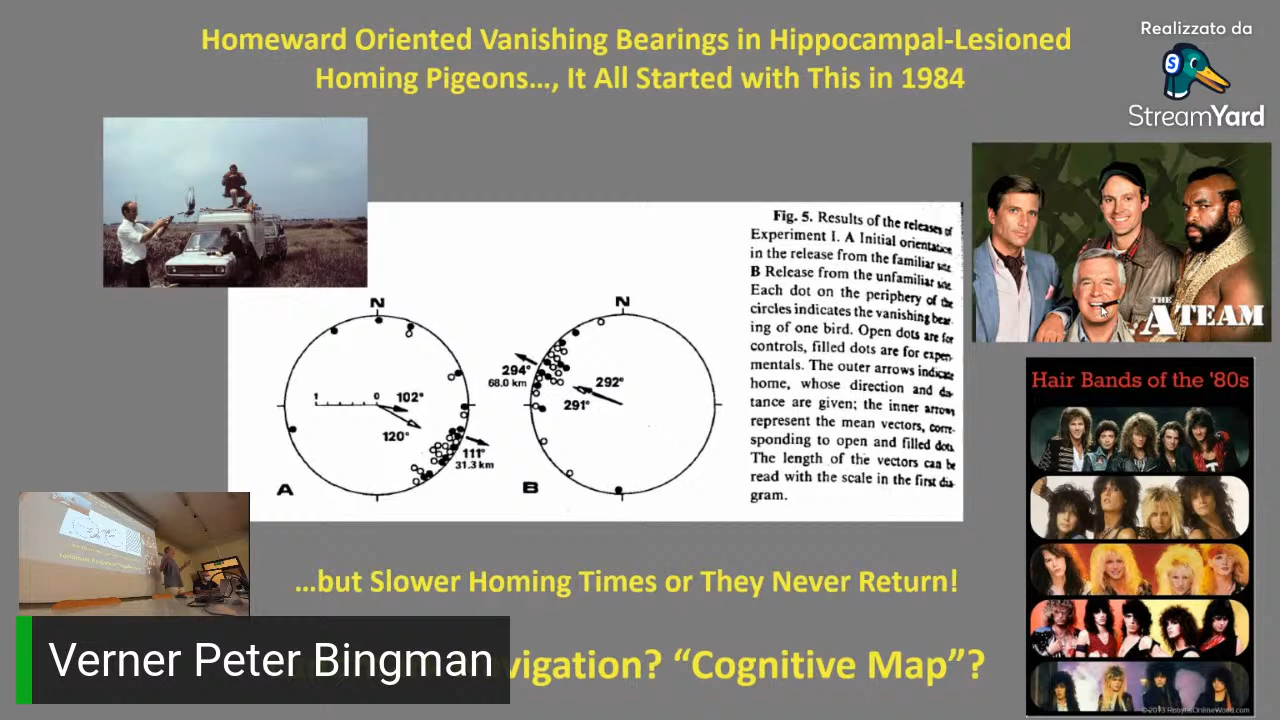 Homeward Oriented Vanishing Bearings in Hippocampal-Lesioned
Homing Pigeons…, It All Started with This in 1984
Realizzato da
S
StreamYard
THE
A TEAM
Fig. 5. Results of the releases of
Experiment I. A Initial orientation
in the release from the familiar site
B Release from the unfamiliar site
Each dot on the periphery of the
circles indicates the vanishing bear-
ing of one bird. Open dots are for
controls, filled dots are for experi-
mentals. The outer arrows indicate
home, whose direction and dis-
tance are given; the inner arrows
represent the mean vectors, corre-
sponding to open and filled dots
The length of the vectors can be
read with the scale in the first dia-
gram.
N
1 0 102°
120°
111°
31.3 km
A
N
294°
68.0 km
292°
291°
B
Hair Bands of the '80s
…but Slower Homing Times or They Never Return!
vigation? “Cognitive Map”?
Verner Peter Bingman